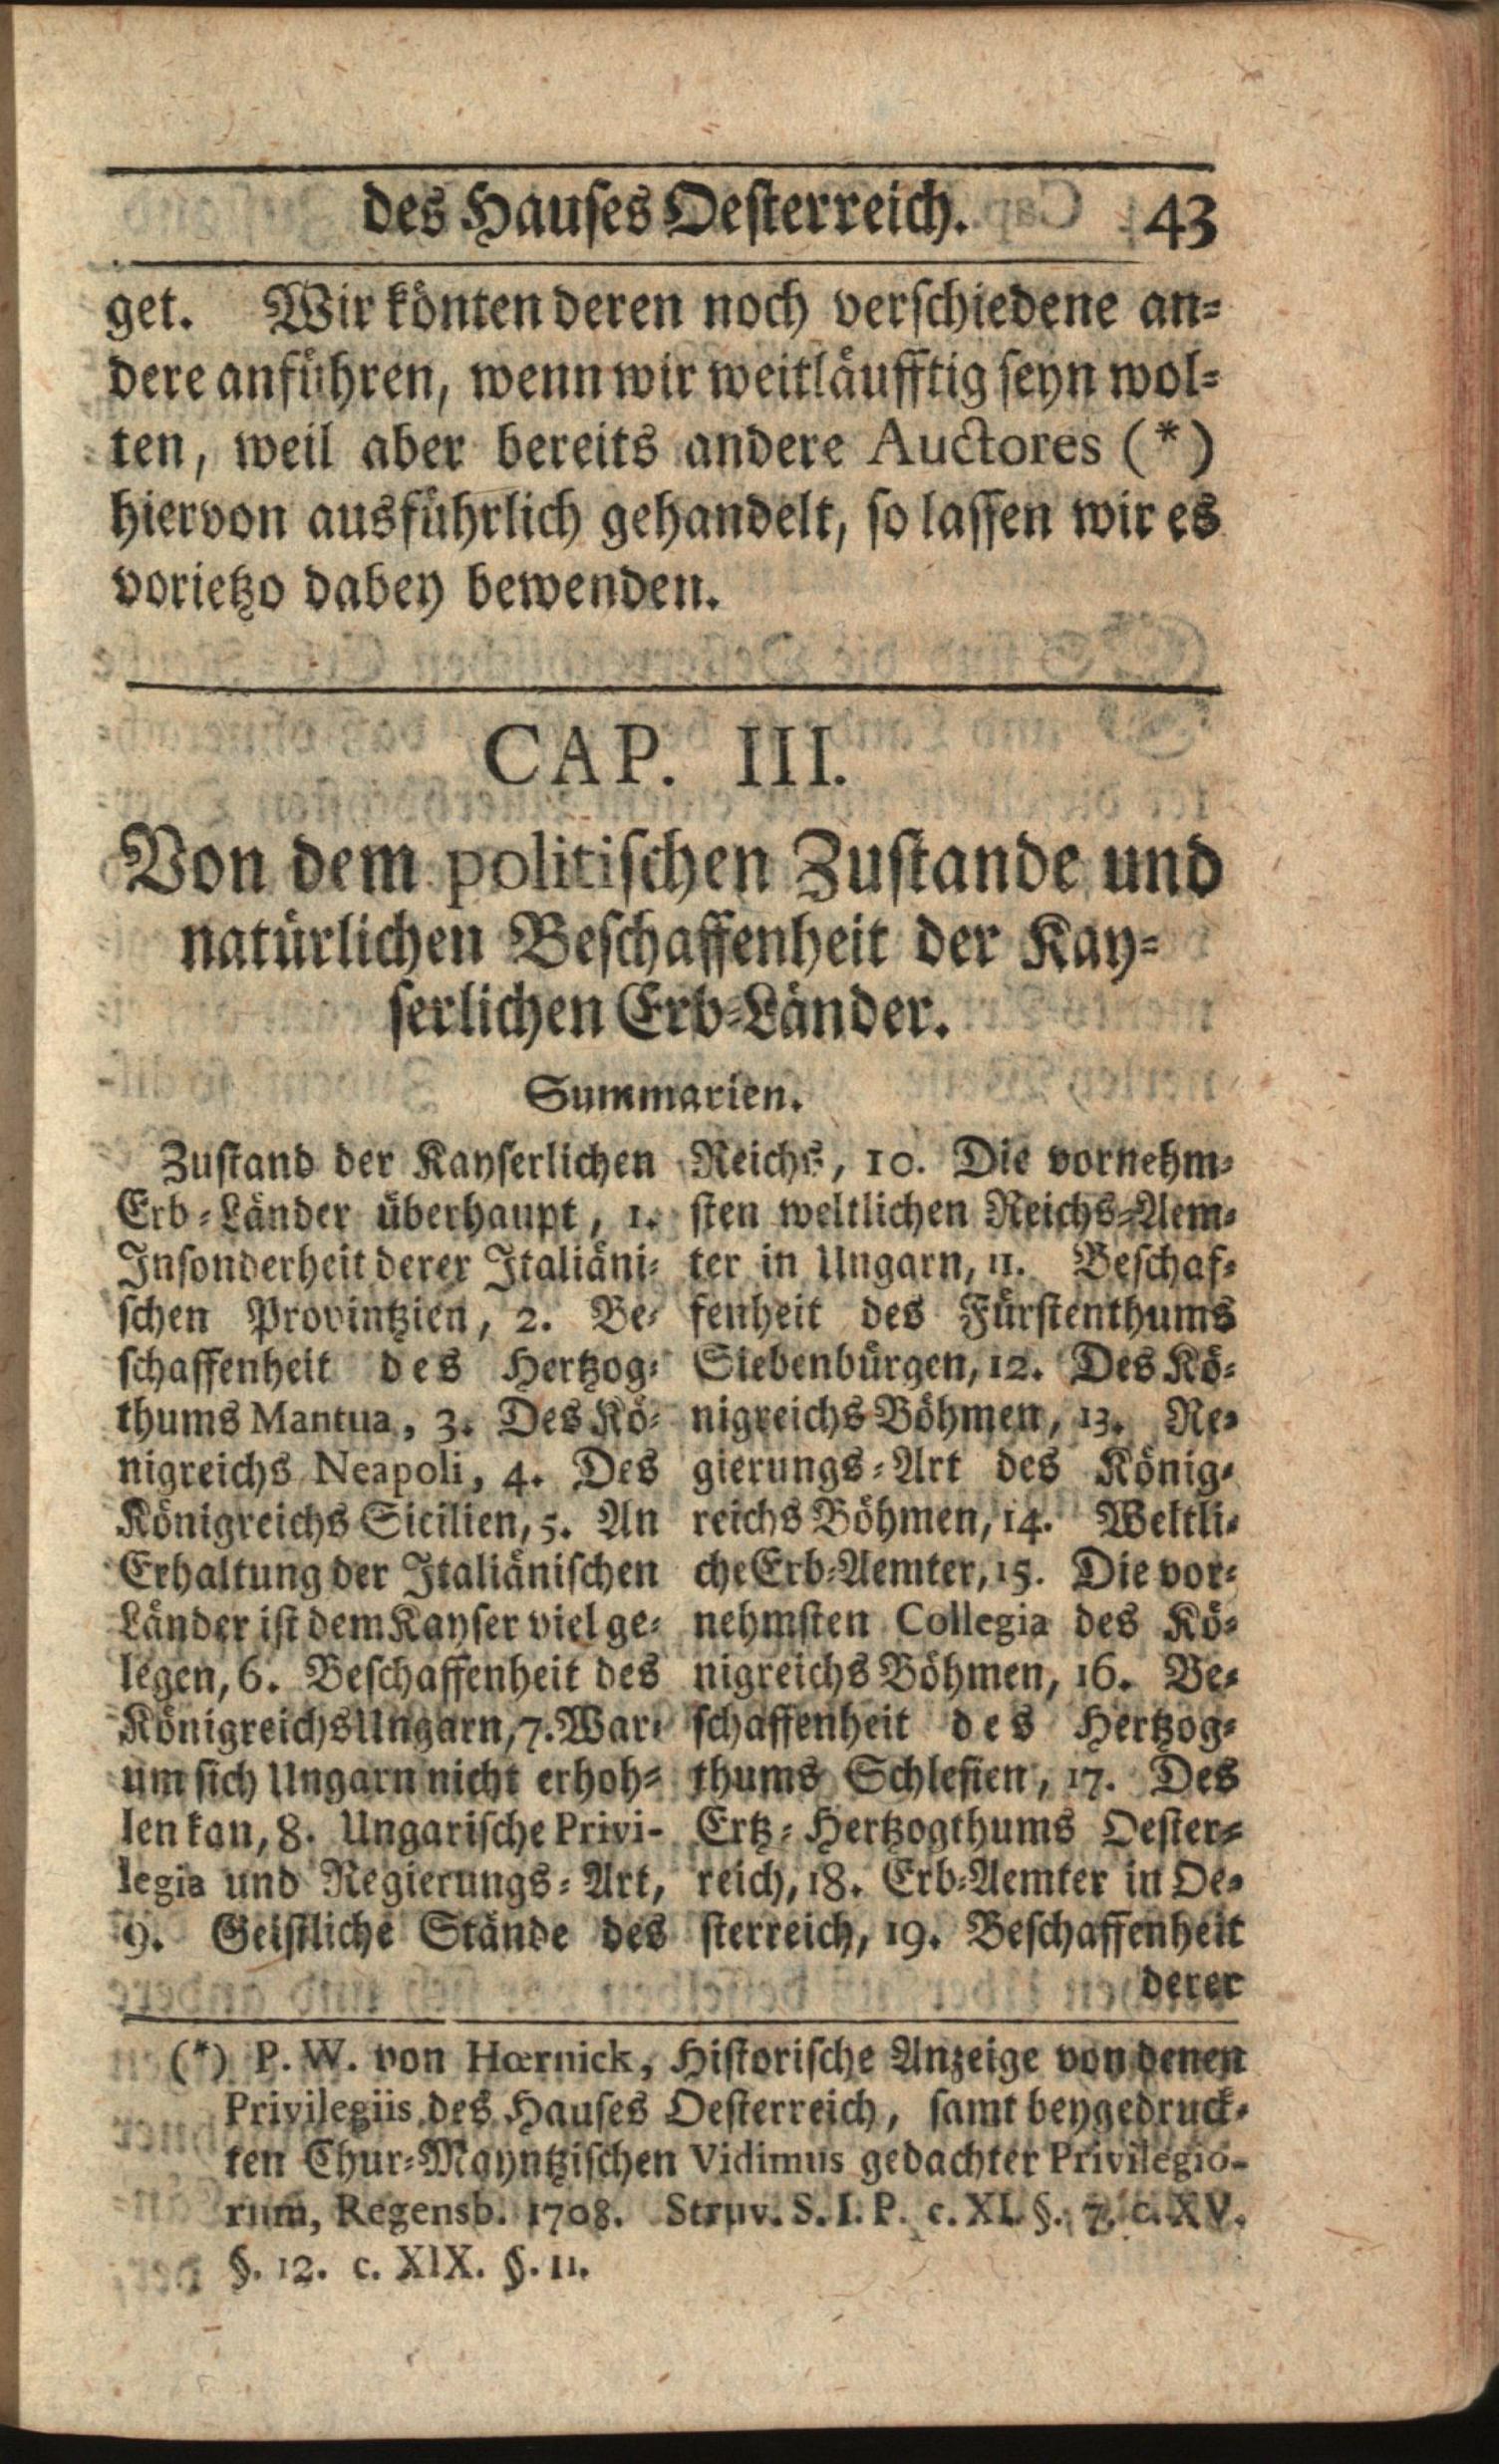 des Hauses Oesterreich. 43
get. Wir könten deren noch verschiedene an-
dere anführen, wenn wir weitläufftig seyn wol-
ten, weil aber bereits andere Auctores (*)
hiervon ausführlich gehandelt, so lassen wir es
vorietzo dabey bewenden.
CAP. III.
Von dem politischen Zustande und
natürlichen Beschaffenheit der Kay-
serlichen Erb-Länder.
Summarien.
Zustand der Kayserlichen
Erb-Länder überhaupt, 1.
Insonderheit derer Italiäni-
schen Provintzien, 2. Be-
schaffenheit des Hertzog-
thums Mantua, 3. Des Kö-
nigreichs Neapoli, 4. Des
Königreichs Sicilien, 5. An
Erhaltung der Italiänischen
Länder ist dem Kayser viel ge-
legen, 6. Beschaffenheit des
Königreichs Ungarn, 7. War-
um sich Ungarn nicht erhoh-
len kan, 8. Ungarische Privi-
legia und Regierungs-Art,
9. Geistliche Stände des
Reichs, 10. Die vornehm-
sten weltlichen Reichs-Aem-
ter in Ungarn, 11. Beschaf-
fenheit des Fürstenthums
Siebenbürgen, 12. Des Kö-
nigreichs Böhmen, 13. Re-
gierungs-Art des König-
reichs Böhmen, 14. Weltli-
che Erb-Aemter, 15. Die vor-
nehmsten Collegia des Kö-
nigreichs Böhmen, 16. Be-
schaffenheit des Hertzog-
thums Schlesien, 17. Des
Ertz-Hertzogthums Oester-
reich, 18. Erb-Aemter in Oe-
sterreich, 19. Beschaffenheit
derer
(*) P. W. von Hœrnick, Historische Anzeige von denen
Privilegiis des Hauses Oesterreich, samt beygedruck-
ten Chur-Mayntzischen Vidimus gedachter Privilegio-
rum, Regensb. 1708. Struv. S. I. P. c. XI. §. 7. c. XV.
§. 12. c. XIX. §. 11.